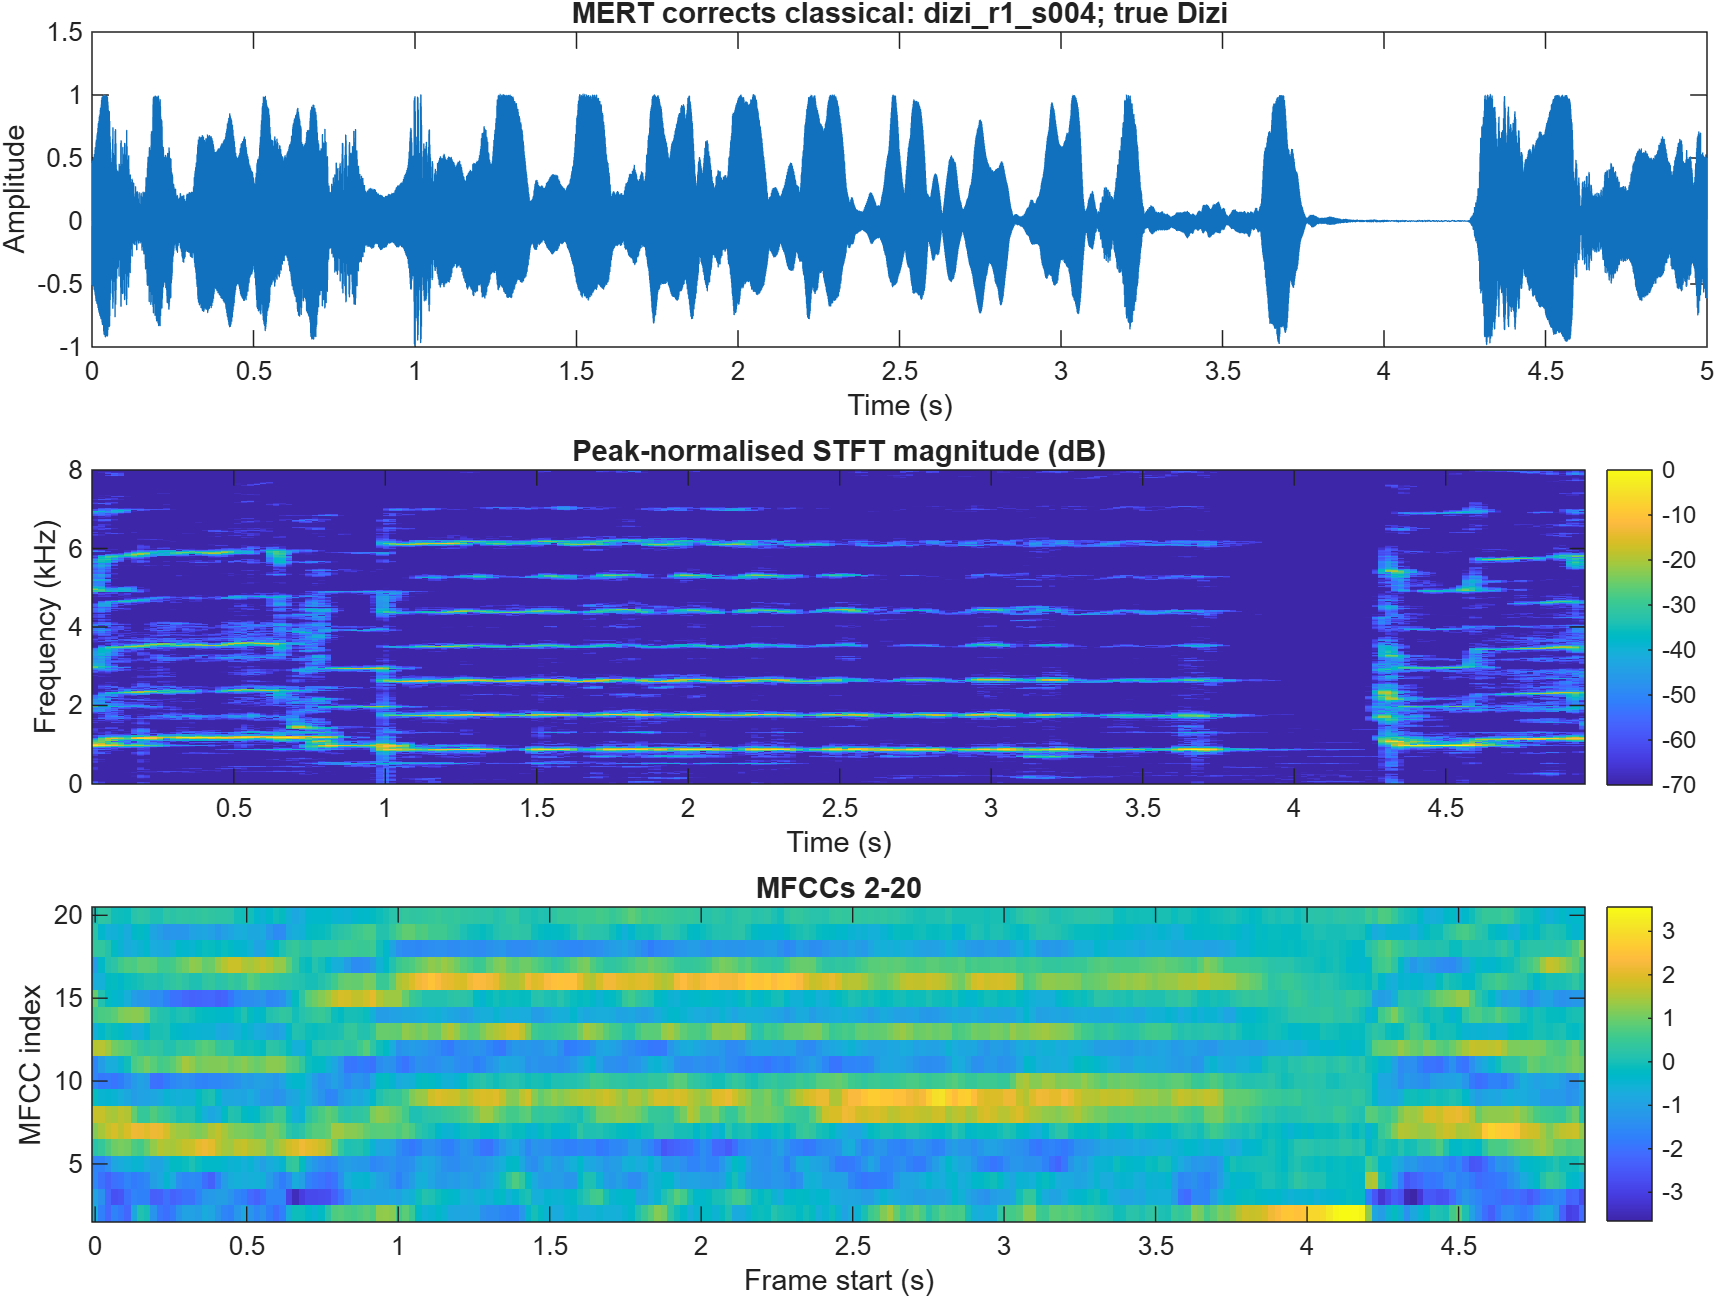 MERT corrects classical: dizi_r1_s004; true Dizi
1.5
1
0.5
0
-0.5
-1
Amplitude
0 0.5 1 1.5 2 2.5 3 3.5 4 4.5 5
Time (s)
Peak-normalised STFT magnitude (dB)
8
6
4
2
0
Frequency (kHz)
0.5 1 1.5 2 2.5 3 3.5 4 4.5
Time (s)
0
-10
-20
-30
-40
-50
-60
-70
MFCCs 2-20
20
15
10
5
MFCC index
0 0.5 1 1.5 2 2.5 3 3.5 4 4.5
Frame start (s)
3
2
1
0
-1
-2
-3